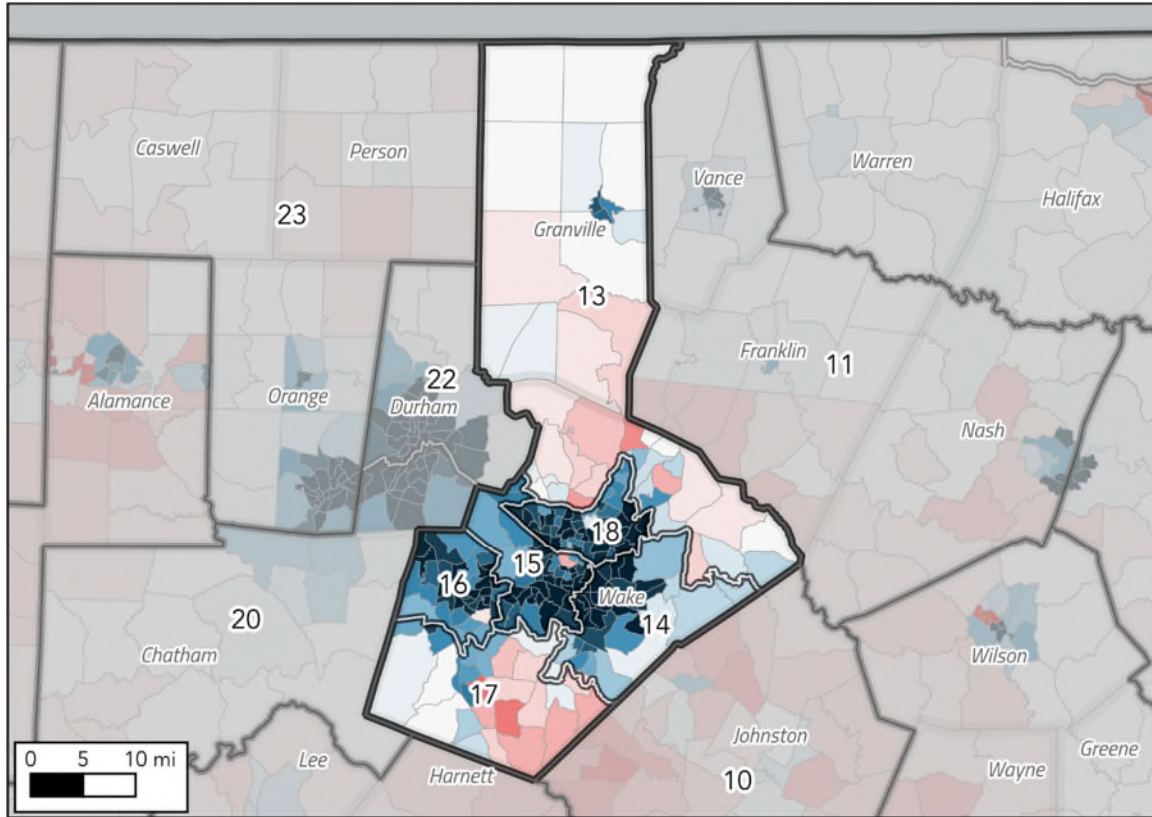 Caswell
Person
23
Granville
Vance
Warren
Halifax
13
Alamance
Orange
22
Durham
Franklin
11
Nash
18
15
16
Wake
14
20
Chatham
17
Wilson
Lee
Harnett
Johnston
10
Wayne
Greene
0 5 10 mi